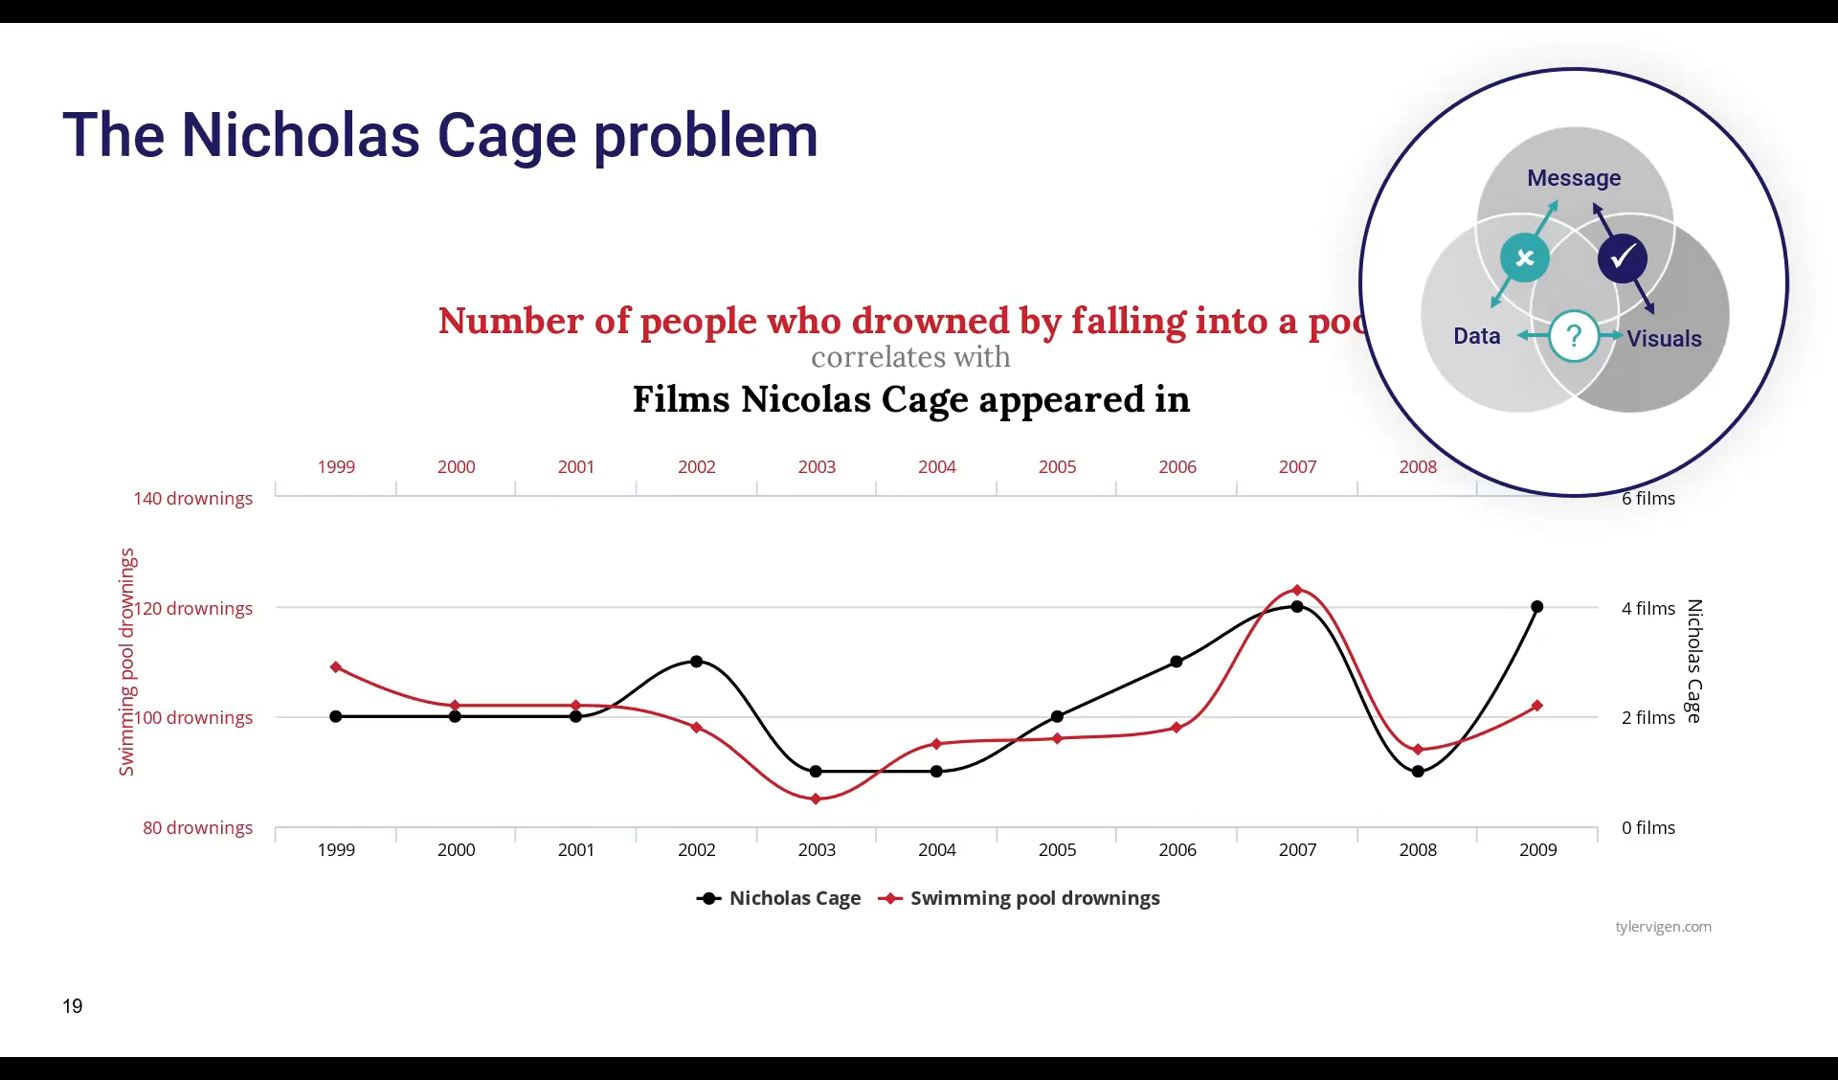 The Nicholas Cage problem
Message
✓
?
Data
Visuals
Number of people who drowned by falling into a
correlates with
Films Nicolas Cage appeared in
1999 2000 2001 2002 2003 2004 2005 2006 2007 2008
140 drownings
6 films
Swimming pool drownings
120 drownings
4 films
Nicholas Cage
100 drownings
2 films
80 drownings
0 films
1999 2000 2001 2002 2003 2004 2005 2006 2007 2008 2009
Nicholas Cage Swimming pool drownings
tylervigen.com
19